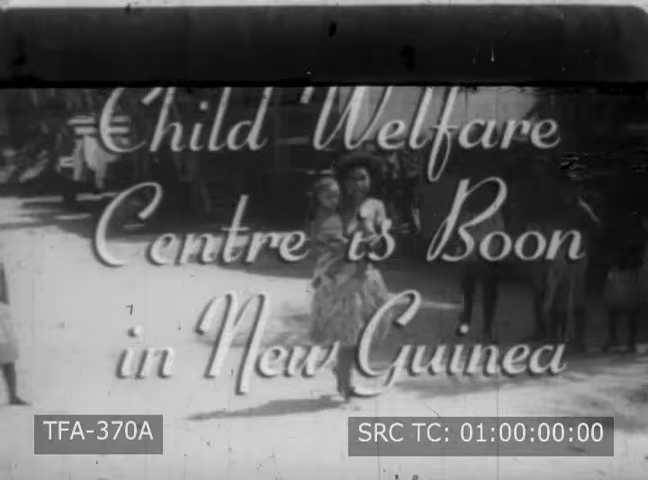 Child Welfare
Centre is Boon
in New Guinea
TFA-370A
SRC TC: 01:00:00:00